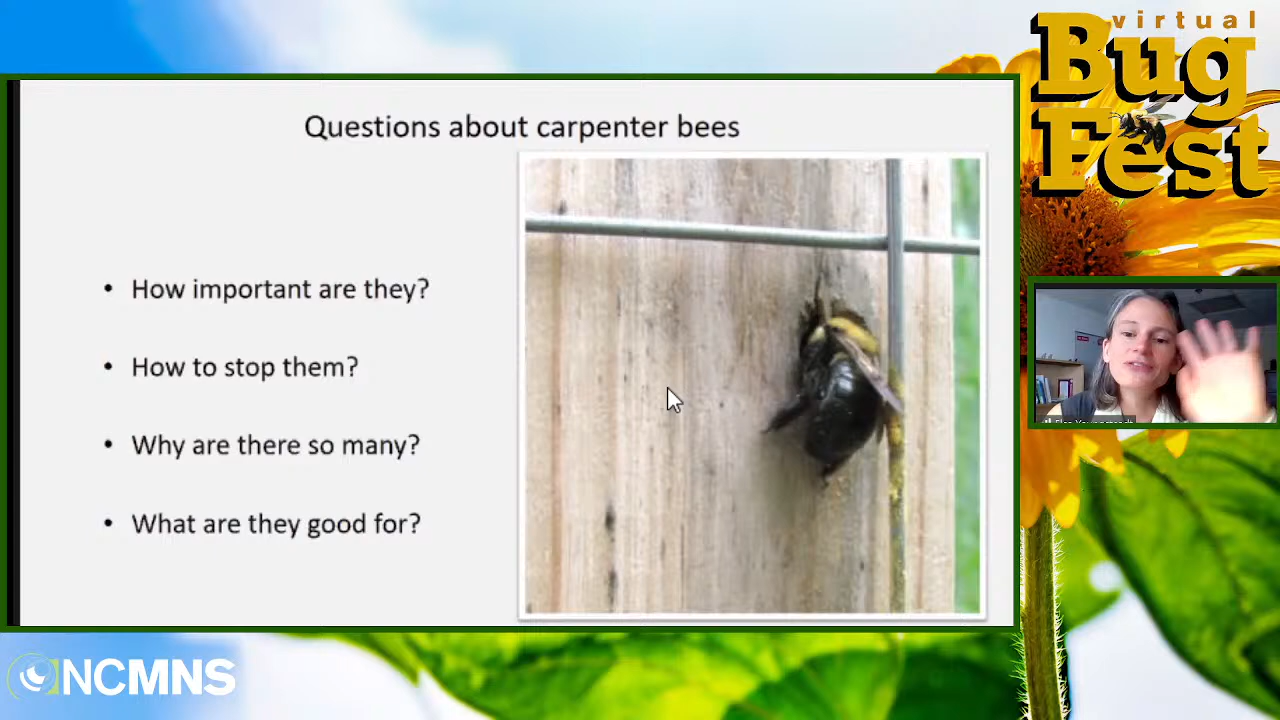 virtual
Bug
Fest
Questions about carpenter bees
• How important are they?
• How to stop them?
• Why are there so many?
• What are they good for?
NCMNS